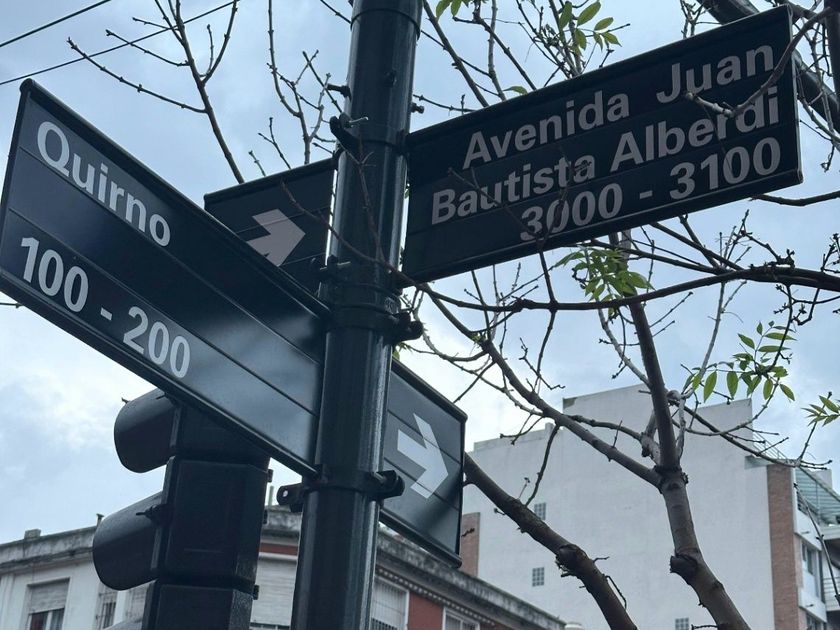 Quirno
100 - 200
Avenida Juan
Bautista Alberdi
3000 - 3100